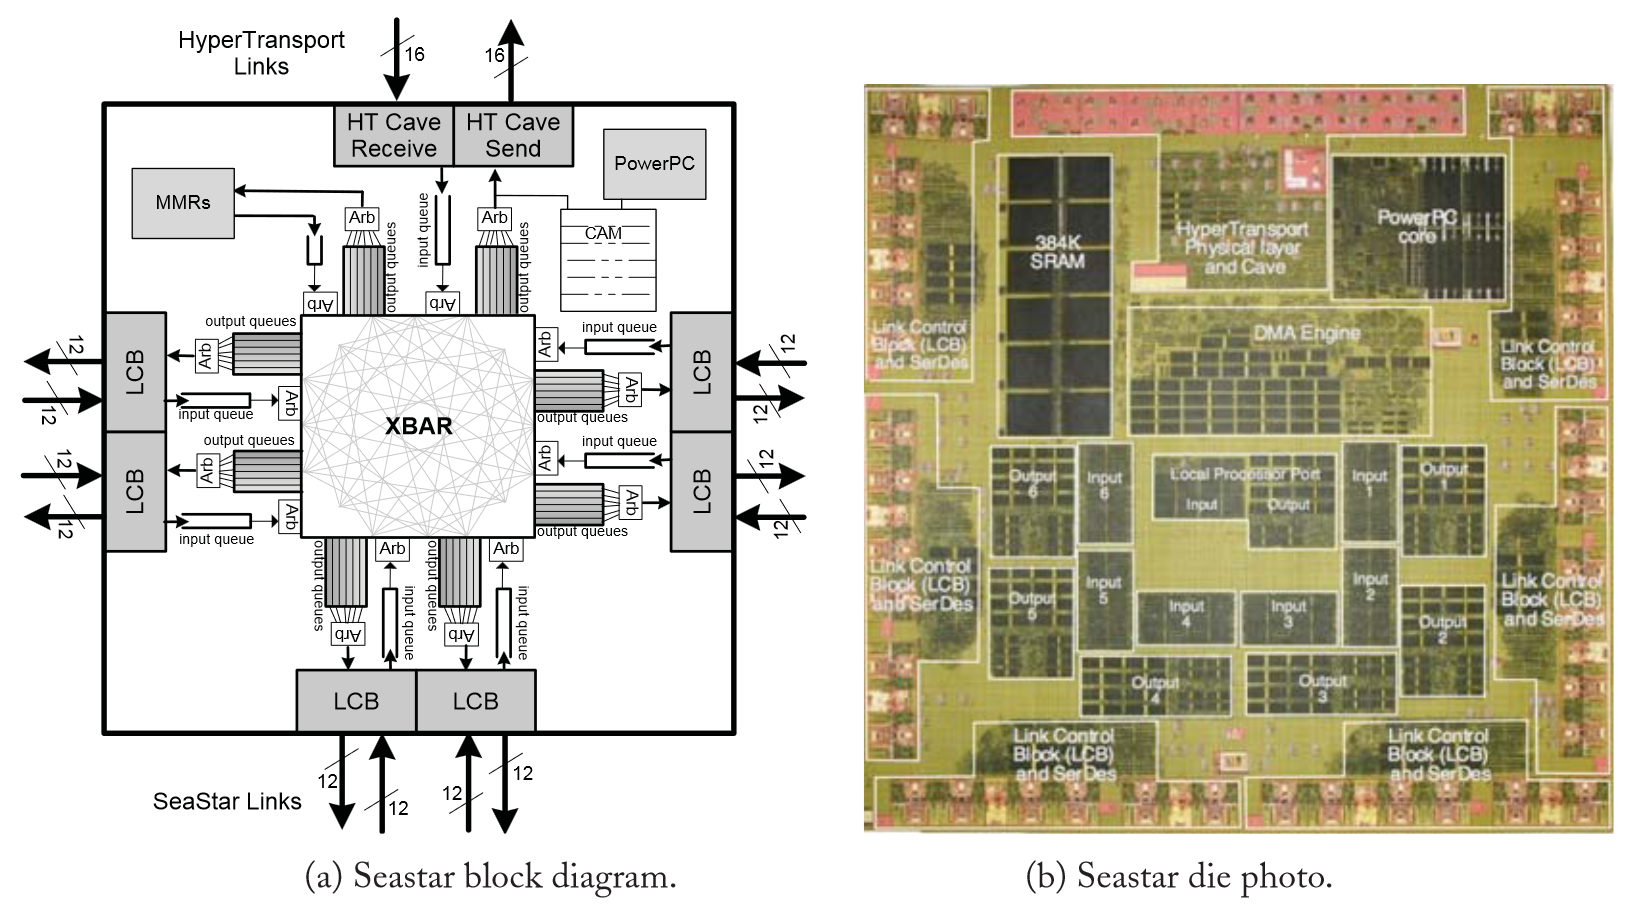 HyperTransport
Links
16
16
HT Cave
Receive
HT Cave
Send
PowerPC
MMRs
Arb
output queues
input queue
Arb
output queues
CAM
Arb
Arb
output queues
Arb
LCB
12
12
input queue
Arb
output queues
Arb
LCB
12
12
input queue
Arb
XBAR
input queue
Arb
Arb
output queues
LCB
12
12
input queue
Arb
Arb
output queues
LCB
12
12
output queues
Arb
Arb
input queue
output queues
Arb
Arb
input queue
LCB
LCB
12
12
12
12
SeaStar Links
(a) Seastar block diagram.
384K
SRAM
HyperTransport
Physical layer
and Cave
PowerPC
core
DMA Engine
Link Control
Block (LCB)
and SerDes
Link Control
Block (LCB)
and SerDes
Output
6
Input
6
Local Processor Port
Input
Output
Input
1
Output
1
Link Control
Block (LCB)
and SerDes
Output
5
Input
5
Input
4
Input
3
Input
2
Output
2
Link Control
Block (LCB)
and SerDes
Output
4
Output
3
Link Control
Block (LCB)
and SerDes
Link Control
Block (LCB)
and SerDes
(b) Seastar die photo.